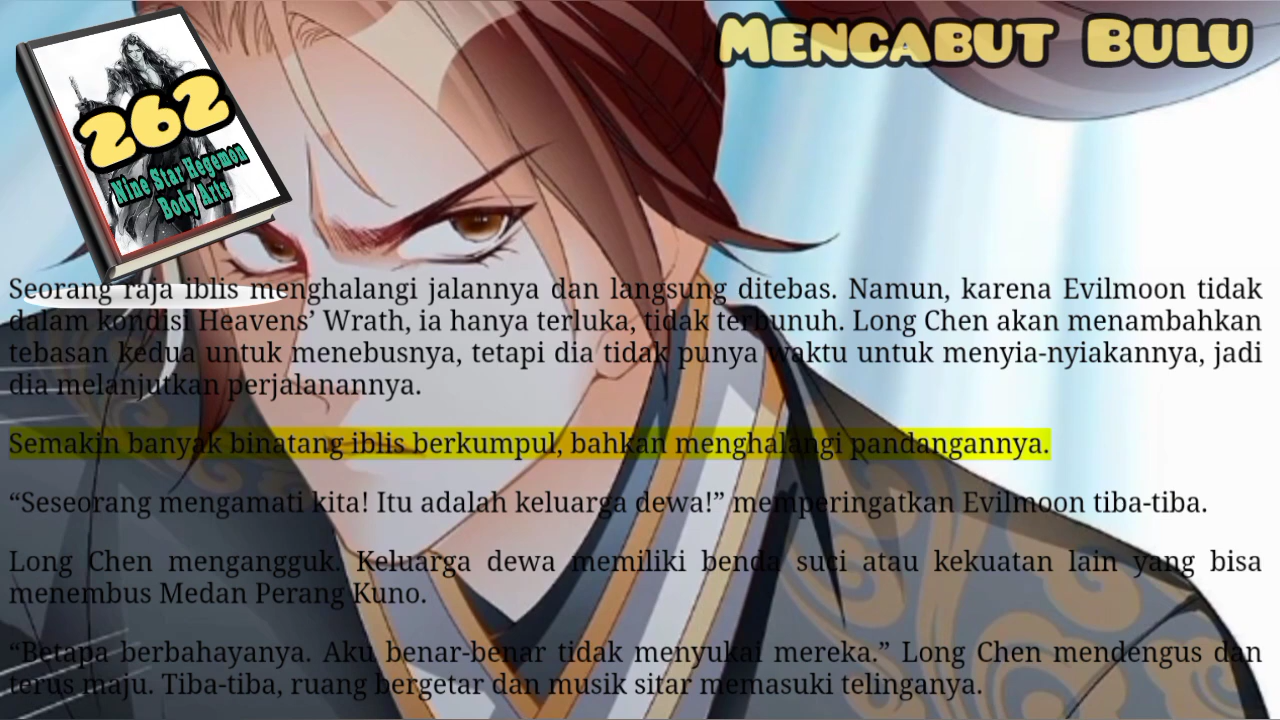 Mencabut Bulu
262
Nine Star Hegemon
Body Arts
Seorang raja iblis menghalangi jalannya dan langsung ditebas. Namun, karena Evilmoon tidak
dalam kondisi Heavens’ Wrath, ia hanya terluka, tidak terbunuh. Long Chen akan menambahkan
tebasan kedua untuk menebusnya, tetapi dia tidak punya waktu untuk menyia-nyiakannya, jadi
dia melanjutkan perjalanannya.
Semakin banyak binatang iblis berkumpul, bahkan menghalangi pandangannya.
“Seseorang mengamati kita! Itu adalah keluarga dewa!” memperingatkan Evilmoon tiba-tiba.
Long Chen mengangguk. Keluarga dewa memiliki benda suci atau kekuatan lain yang bisa
menembus Medan Perang Kuno.
“Betapa berbahayanya. Aku benar-benar tidak menyukai mereka.” Long Chen mendengus dan
terus maju. Tiba-tiba, ruang bergetar dan musik sitar memasuki telinganya.